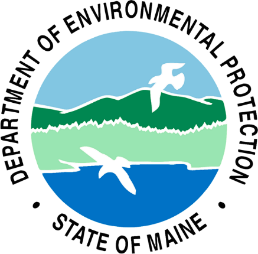 DEPARTMENT OF ENVIRONMENTAL PROTECTION
• STATE OF MAINE •